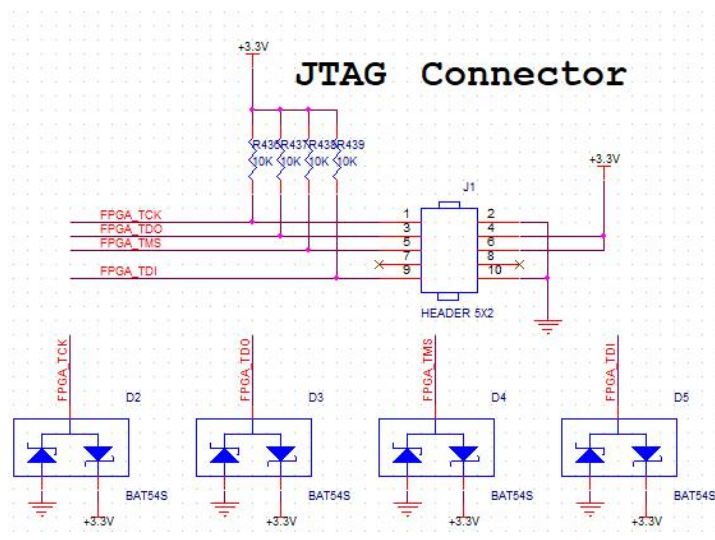 +3.3V
JTAG Connector
R436 R437 R438 R439
10K 10K 10K 10K
+3.3V
J1
FPGA_TCK 1 2
FPGA_TDO 3 4
FPGA_TMS 5 6
7 8
FPGA_TDI 9 10
HEADER 5X2
FPGA_TCK FPGA_TDO FPGA_TMS FPGA_TDI
D2 D3 D4 D5
BAT54S BAT54S BAT54S BAT54S
+3.3V +3.3V +3.3V +3.3V